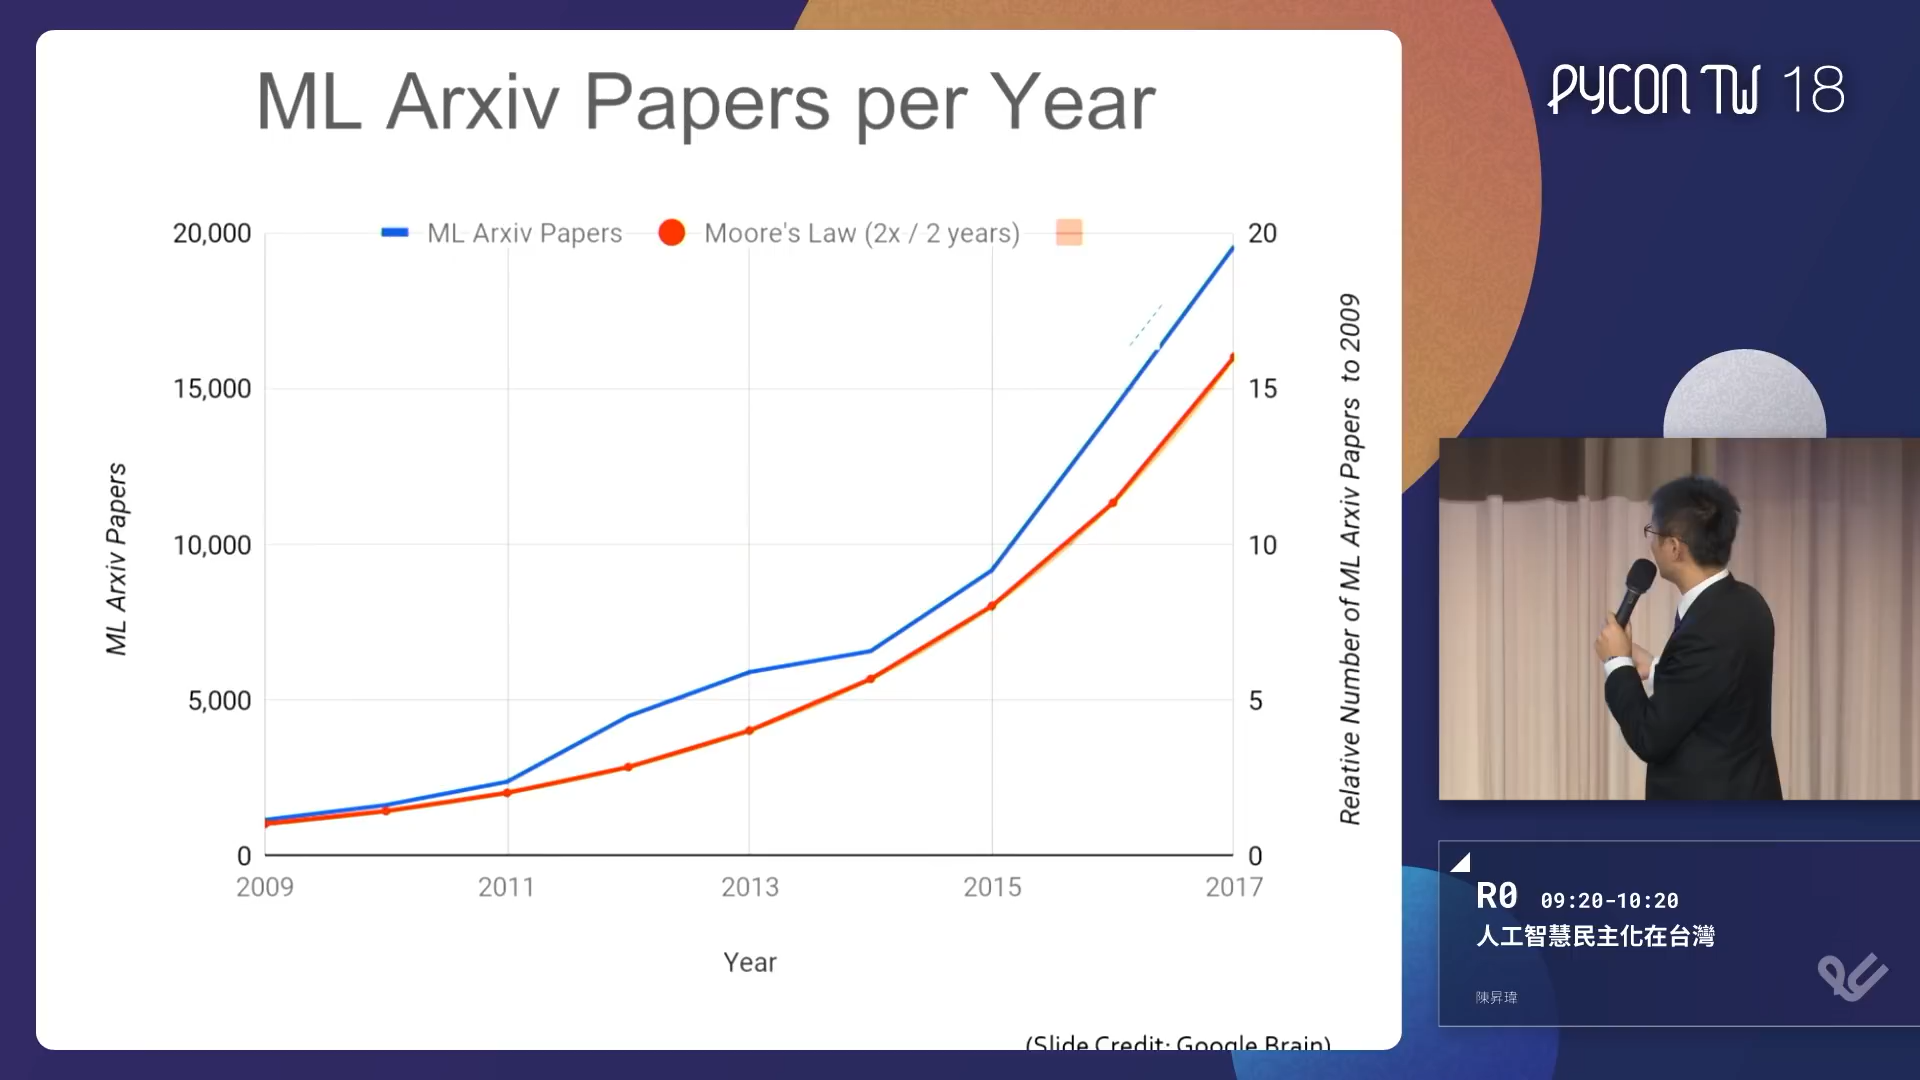 ML Arxiv Papers per Year
ML Arxiv Papers
Moore's Law (2x / 2 years)
20,000
15,000
10,000
5,000
0
20
15
10
5
0
ML Arxiv Papers
Relative Number of ML Arxiv Papers to 2009
2009
2011
2013
2015
2017
Year
(Slide Credit: Google Brain)
PYCON TW 18
R0 09:20-10:20
人工智慧民主化在台灣
陳昇瑋